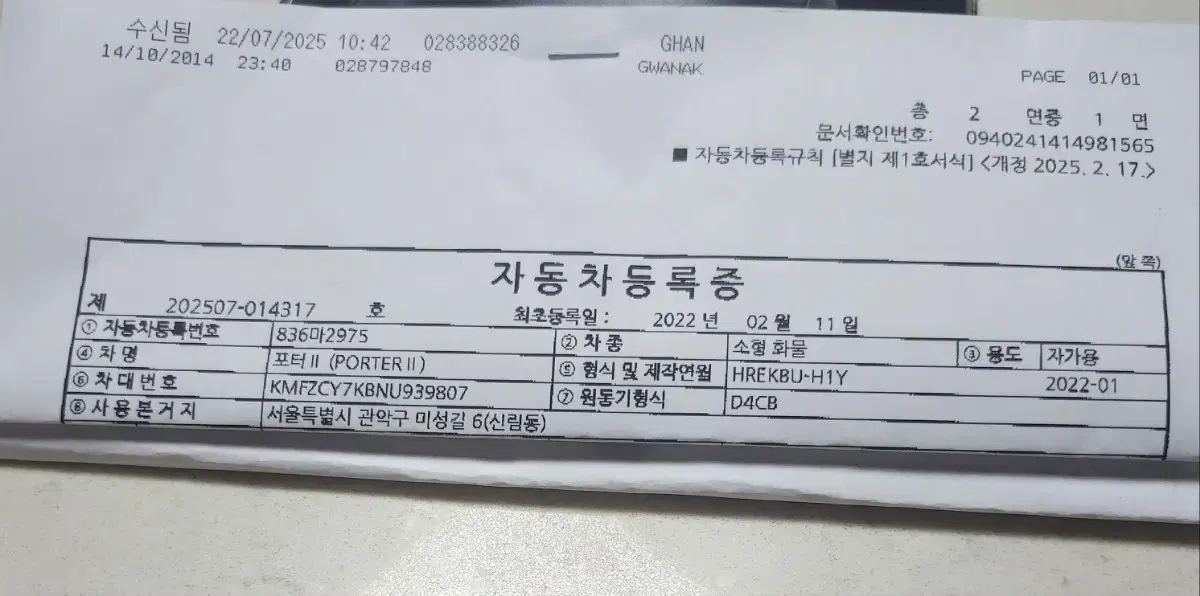 수신됨 22/07/2025 10:42 028388326 GHAN
14/10/2014 23:40 028797848 GWANAK PAGE 01/01
총 2 면중 1 면
문서확인번호: 0940241414981565
■ 자동차등록규칙 [별지 제1호서식] <개정 2025. 2. 17.>
(앞쪽)
자동차등록증
제 202507-014317 호 최초등록일 : 2022 년 02 월 11 일
① 자동차등록번호 836마2975 ② 차종 소형 화물 ③ 용도 자가용
④ 차명 포터Ⅱ (PORTERⅡ) ⑤ 형식 및 제작연월 HREKBU-H1Y 2022-01
⑥ 차대번호 KMFZCY7KBNU939807 ⑦ 원동기형식 D4CB
⑧ 사용본거지 서울특별시 관악구 미성길 6(신림동)